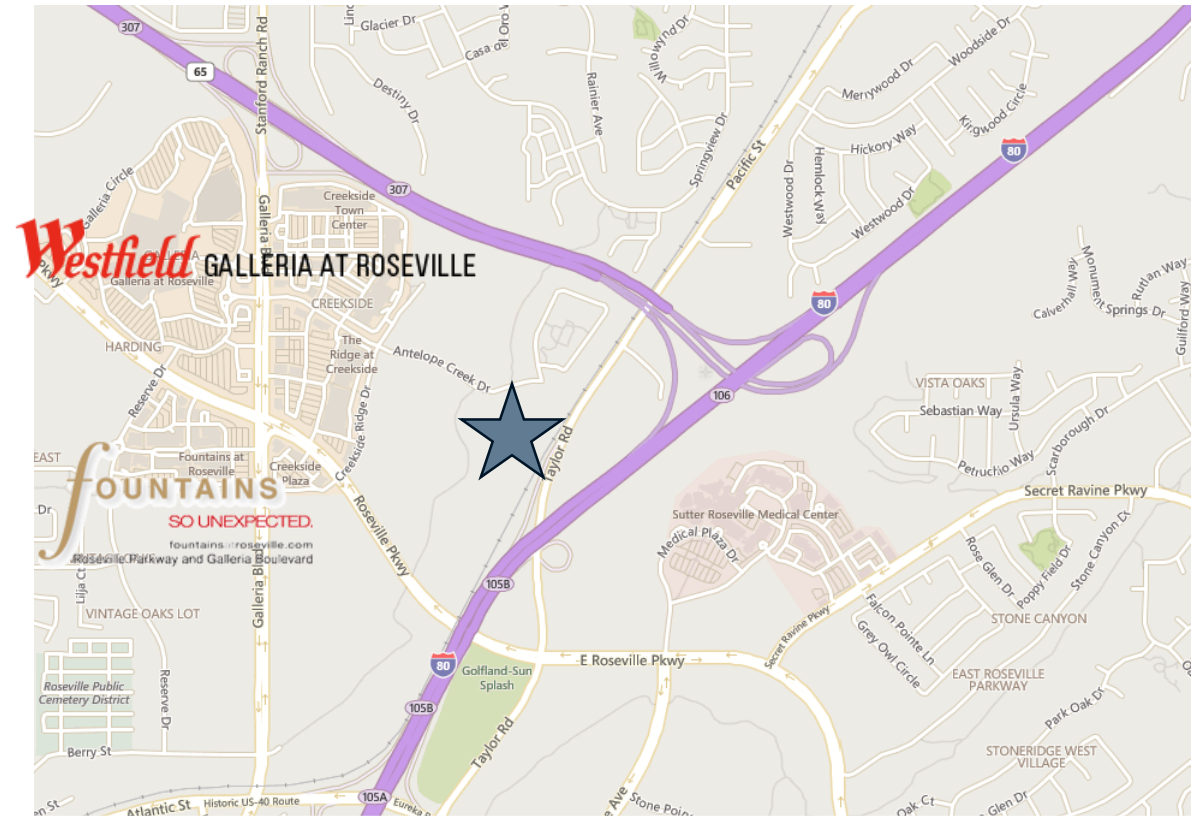 307
Glacier Dr
Casa del Oro
Willowynd Dr
Woodside Dr
65
Stanford Ranch Rd
Destiny Dr
Rainier Ave
Merrywood Dr
Kingwood Circle
Springview Dr
Pacific St
Hickory Way
80
Westwood Dr
Hemlock Way
Westwood Dr
Galleria Circle
307
Creekside
Town
Center
Westfield GALLERIA AT ROSEVILLE
Galleria at Roseville
Pkwy
CREEKSIDE
80
Calverhall Way
Monument Springs Dr
Rutlan Way
Guilford Way
HARDING
The
Ridge at
Creekside
Antelope Creek Dr
Reserve Dr
Creekside Ridge Dr
106
VISTA OAKS
Sebastian Way
Ursula Way
Scarborough Dr
Petruchio Way
Taylor Rd
EAST
Fountains at
Roseville
Creekside
Plaza
fOUNTAINS
SO UNEXPECTED.
fountainsatroseville.com
Roseville Parkway and Galleria Boulevard
Dr
Roseville Pkwy
Sutter Roseville Medical Center
Medical Plaza Dr
Secret Ravine Pkwy
Rose Glen Dr
Poppy Field Dr
Stone Canyon Dr
Lilja Ct
Galleria Blvd
105B
VINTAGE OAKS LOT
Falcon Pointe Ln
Grey Owl Circle
STONE CANYON
Secret Ravine Pkwy
E Roseville Pkwy
80
Golfland-Sun
Splash
EAST ROSEVILLE
PARKWAY
Roseville Public
Cemetery District
Reserve Dr
105B
Park Oak Dr
Taylor Rd
Berry St
STONERIDGE WEST
VILLAGE
105A
Atlantic St
Historic US-40 Route
Eureka
Stone Poin
Oak Ct
Glen Dr